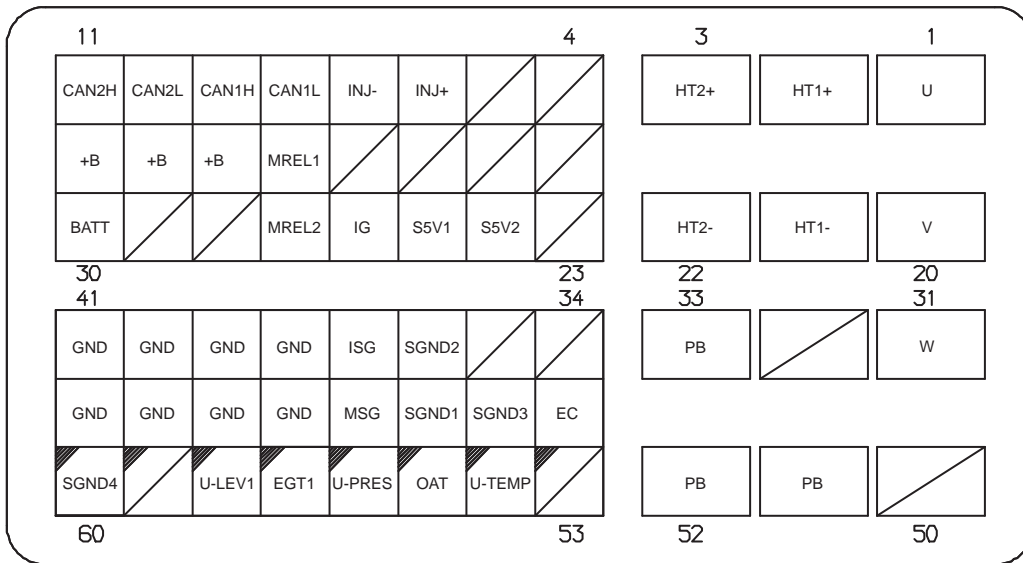 11 4 3 1
CAN2H CAN2L CAN1H CAN1L INJ- INJ+ HT2+ HT1+ U
+B +B +B MREL1
BATT MREL2 IG S5V1 S5V2 HT2- HT1- V
30 23 22 20
41 34 33 31
GND GND GND GND ISG SGND2 PB W
GND GND GND GND MSG SGND1 SGND3 EC
SGND4 U-LEV1 EGT1 U-PRES OAT U-TEMP PB PB
60 53 52 50